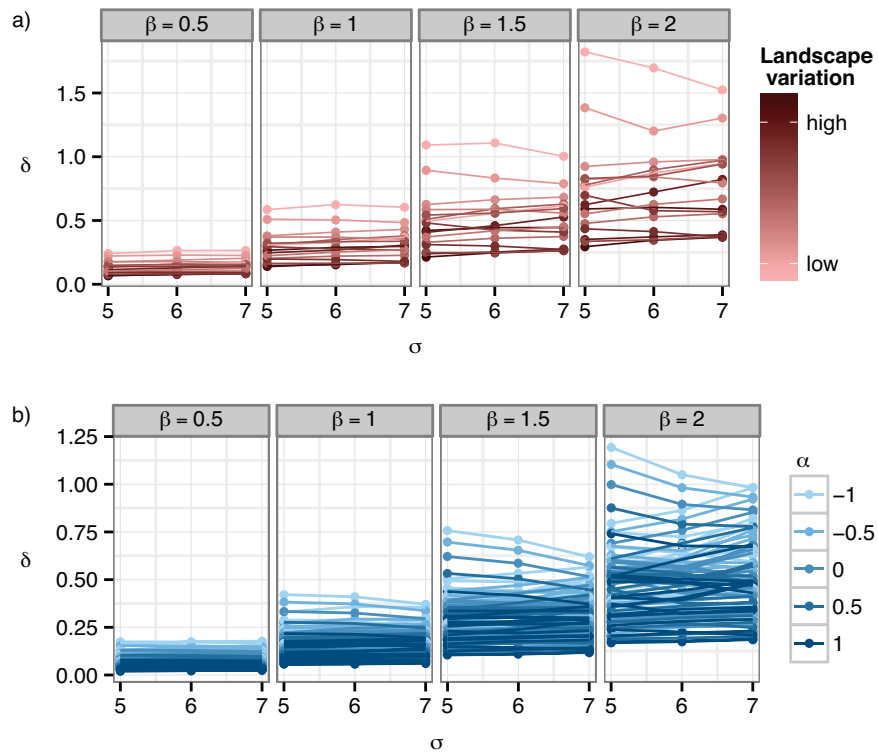 a)
β = 0.5
β = 1
β = 1.5
β = 2
Landscape
variation
high
low
δ
1.5
1.0
0.5
0.0
5 6 7 5 6 7 5 6 7 5 6 7
σ
b)
β = 0.5
β = 1
β = 1.5
β = 2
α
−1
−0.5
0
0.5
1
δ
1.25
1.00
0.75
0.50
0.25
0.00
5 6 7 5 6 7 5 6 7 5 6 7
σ